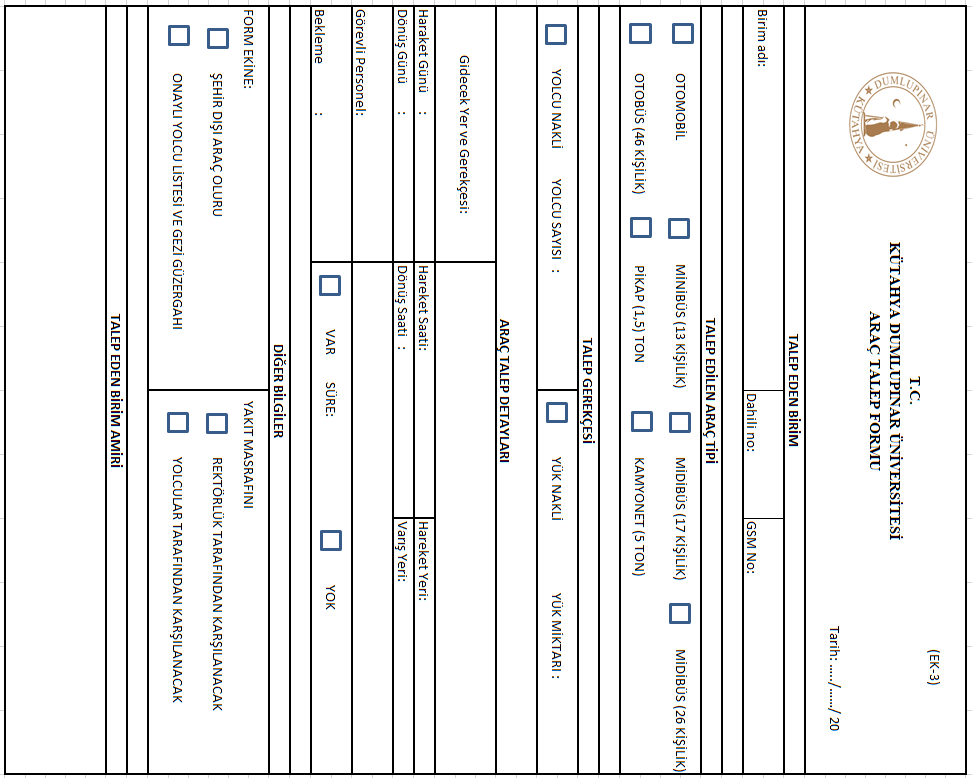 (EK-3)
T.C.
KÜTAHYA DUMLUPINAR ÜNİVERSİTESİ
ARAÇ TALEP FORMU
DUMLUPINAR ÜNİVERSİTESİ
KÜTAHYA
Tarih: ...../....../ 20
TALEP EDEN BİRİM
Birim adı: Dahili no: GSM No:
TALEP EDİLEN ARAÇ TİPİ
OTOMOBİL MİNİBÜS (13 KİŞİLİK) MİDİBÜS (17 KİŞİLİK) MİDİBÜS (26 KİŞİLİK)
OTOBÜS (46 KİŞİLİK) PİKAP (1,5) TON KAMYONET (5 TON)
TALEP GEREKÇESİ
YOLCU NAKLİ YOLCU SAYISI : YÜK NAKLİ YÜK MİKTARI :
ARAÇ TALEP DETAYLARI
Gidecek Yer ve Gerekçesi:
Haraket Günü : Hareket Saati: Hareket Yeri:
Dönüş Günü : Dönüş Saati : Varış Yeri:
Görevli Personel:
Bekleme : VAR SÜRE: YOK
DİĞER BİLGİLER
FORM EKİNE: YAKIT MASRAFINI
ŞEHİR DIŞI ARAÇ OLURU REKTÖRLÜK TARAFINDAN KARŞILANACAK
ONAYLI YOLCU LİSTESİ VE GEZİ GÜZERGAHI YOLCULAR TARAFINDAN KARŞILANACAK
TALEP EDEN BİRİM AMİRİ